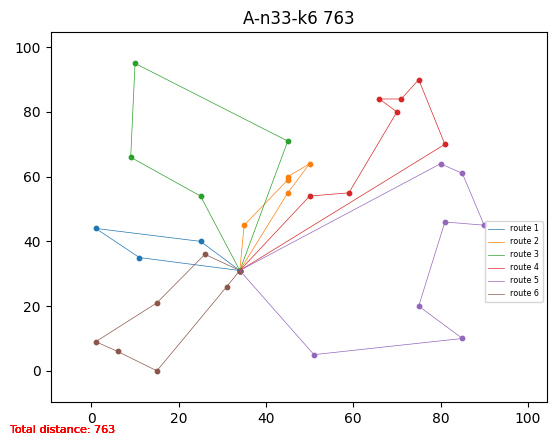 A-n33-k6 763
100
80
60
40
20
0
route 1
route 2
route 3
route 4
route 5
route 6
0 20 40 60 80 100
Total distance: 763